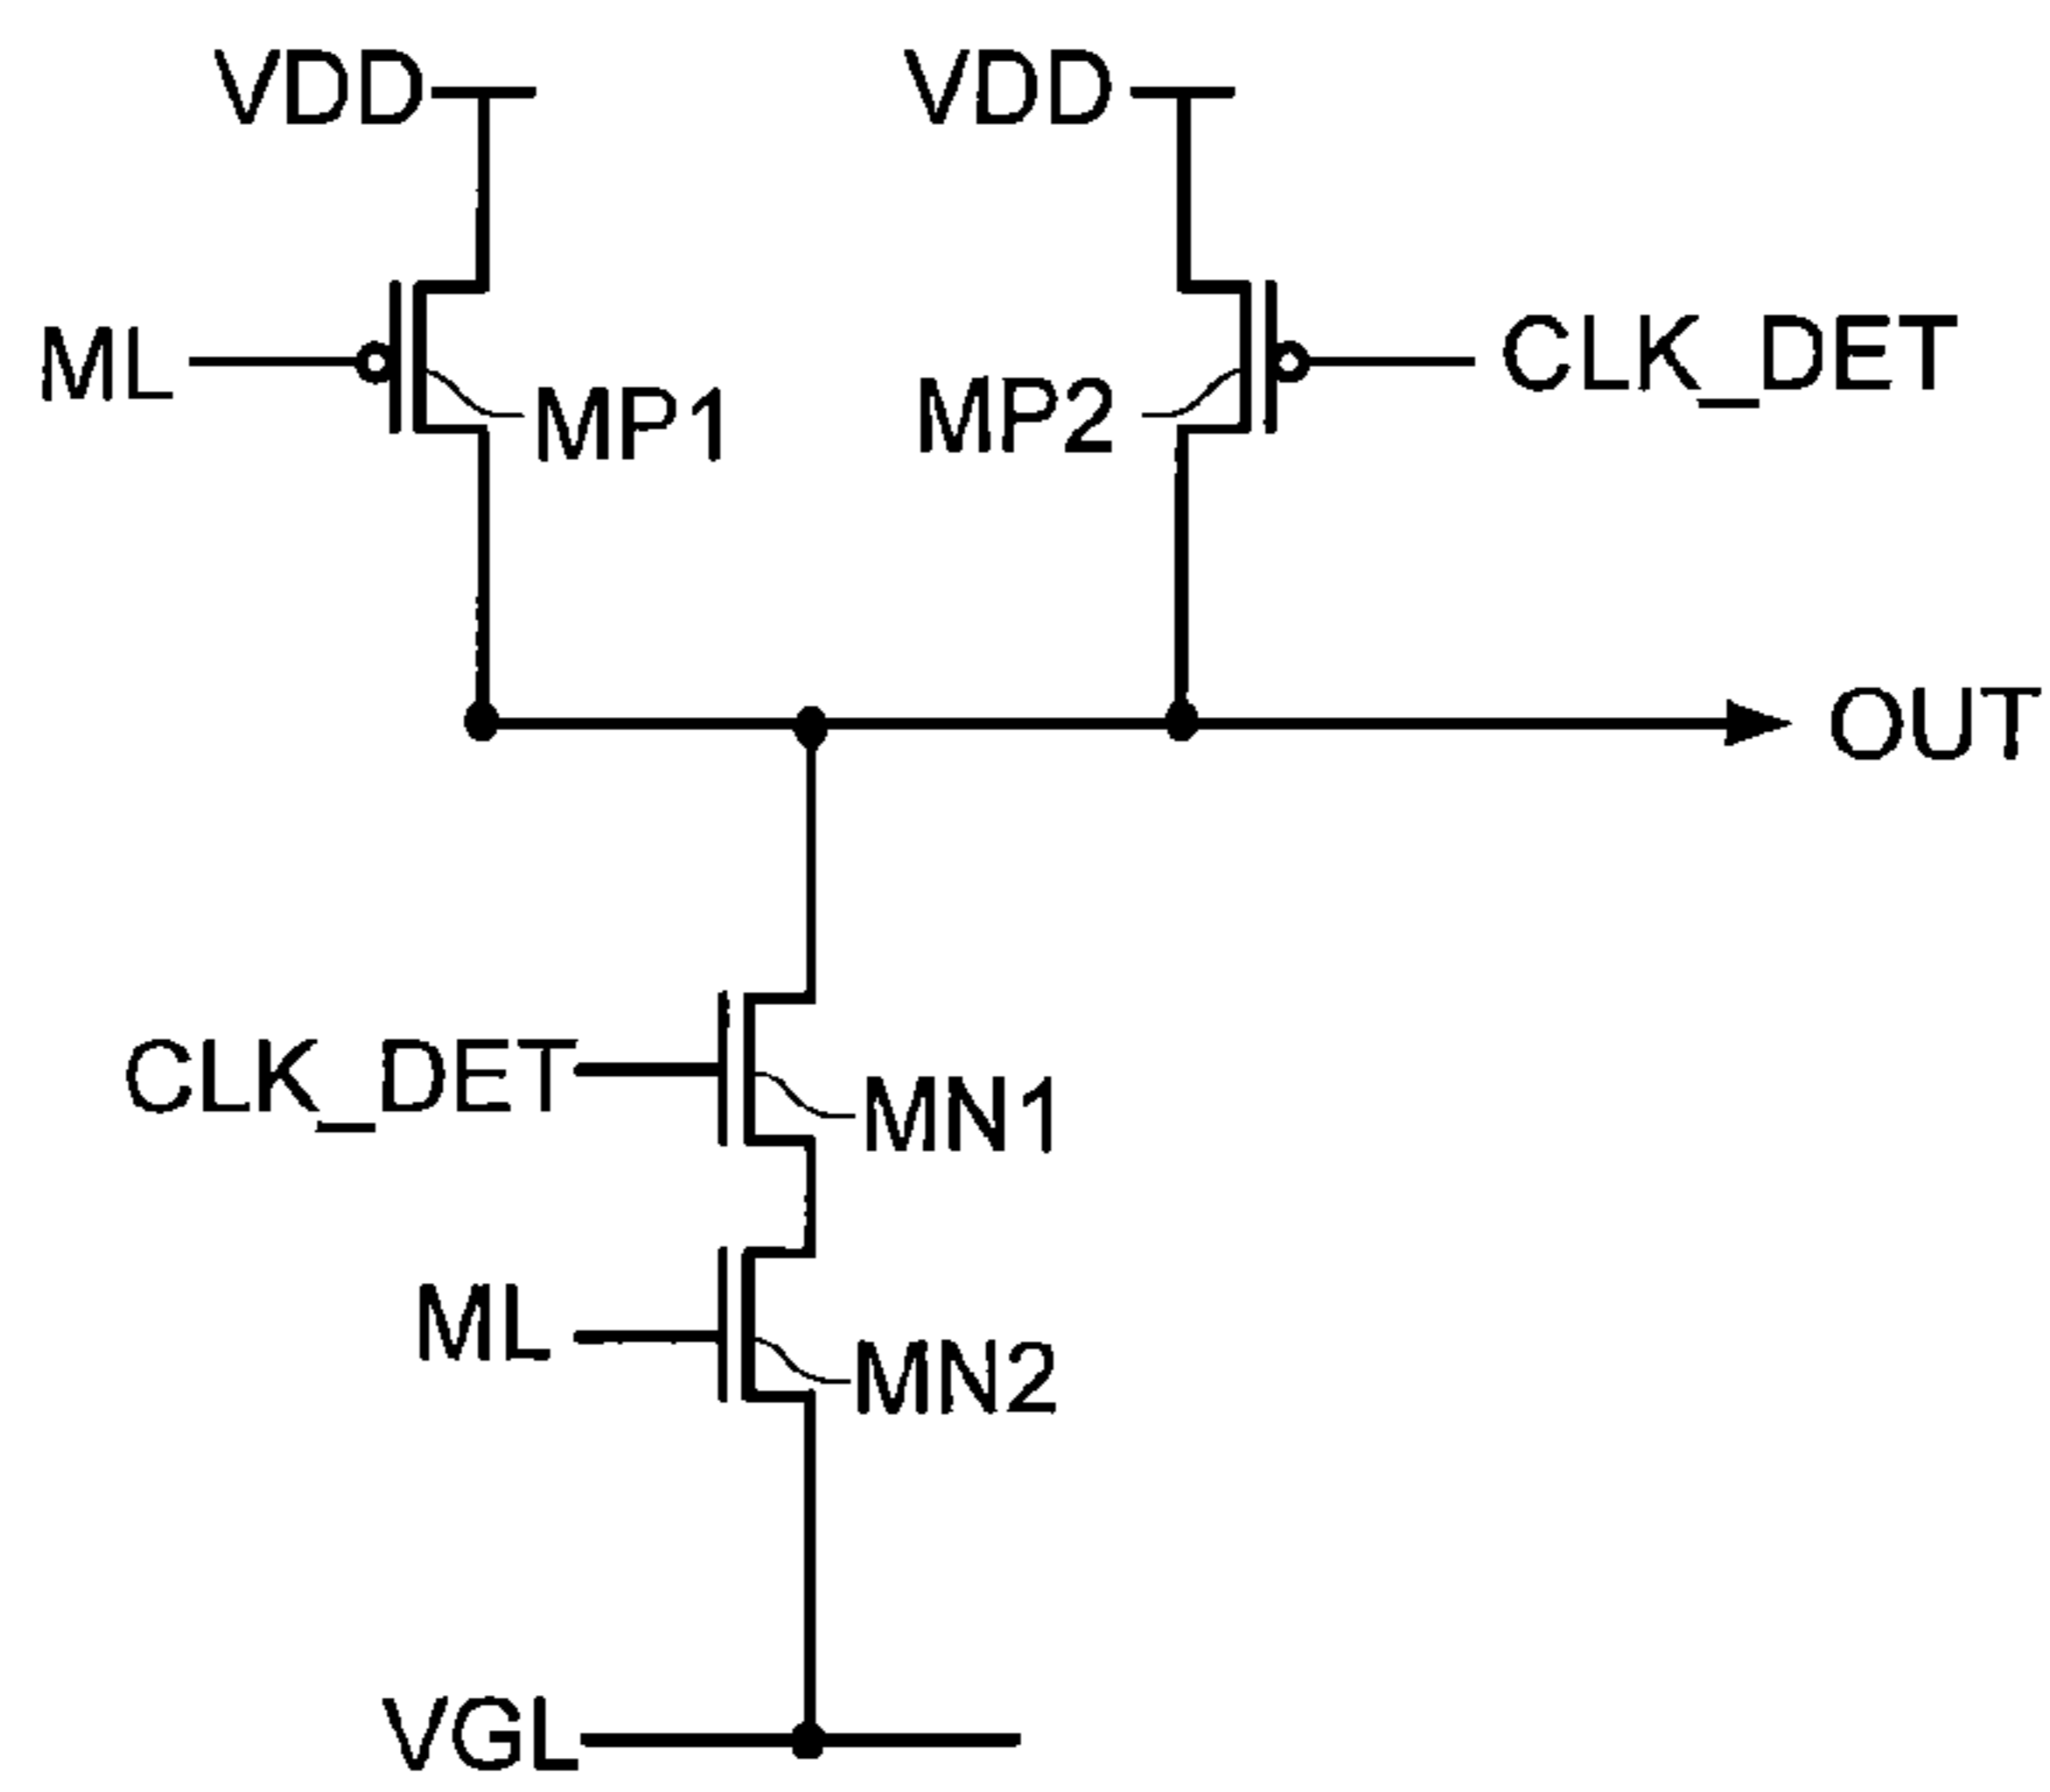 VDD
VDD
ML
MP1
MP2
CLK_DET
OUT
CLK_DET
MN1
ML
MN2
VGL